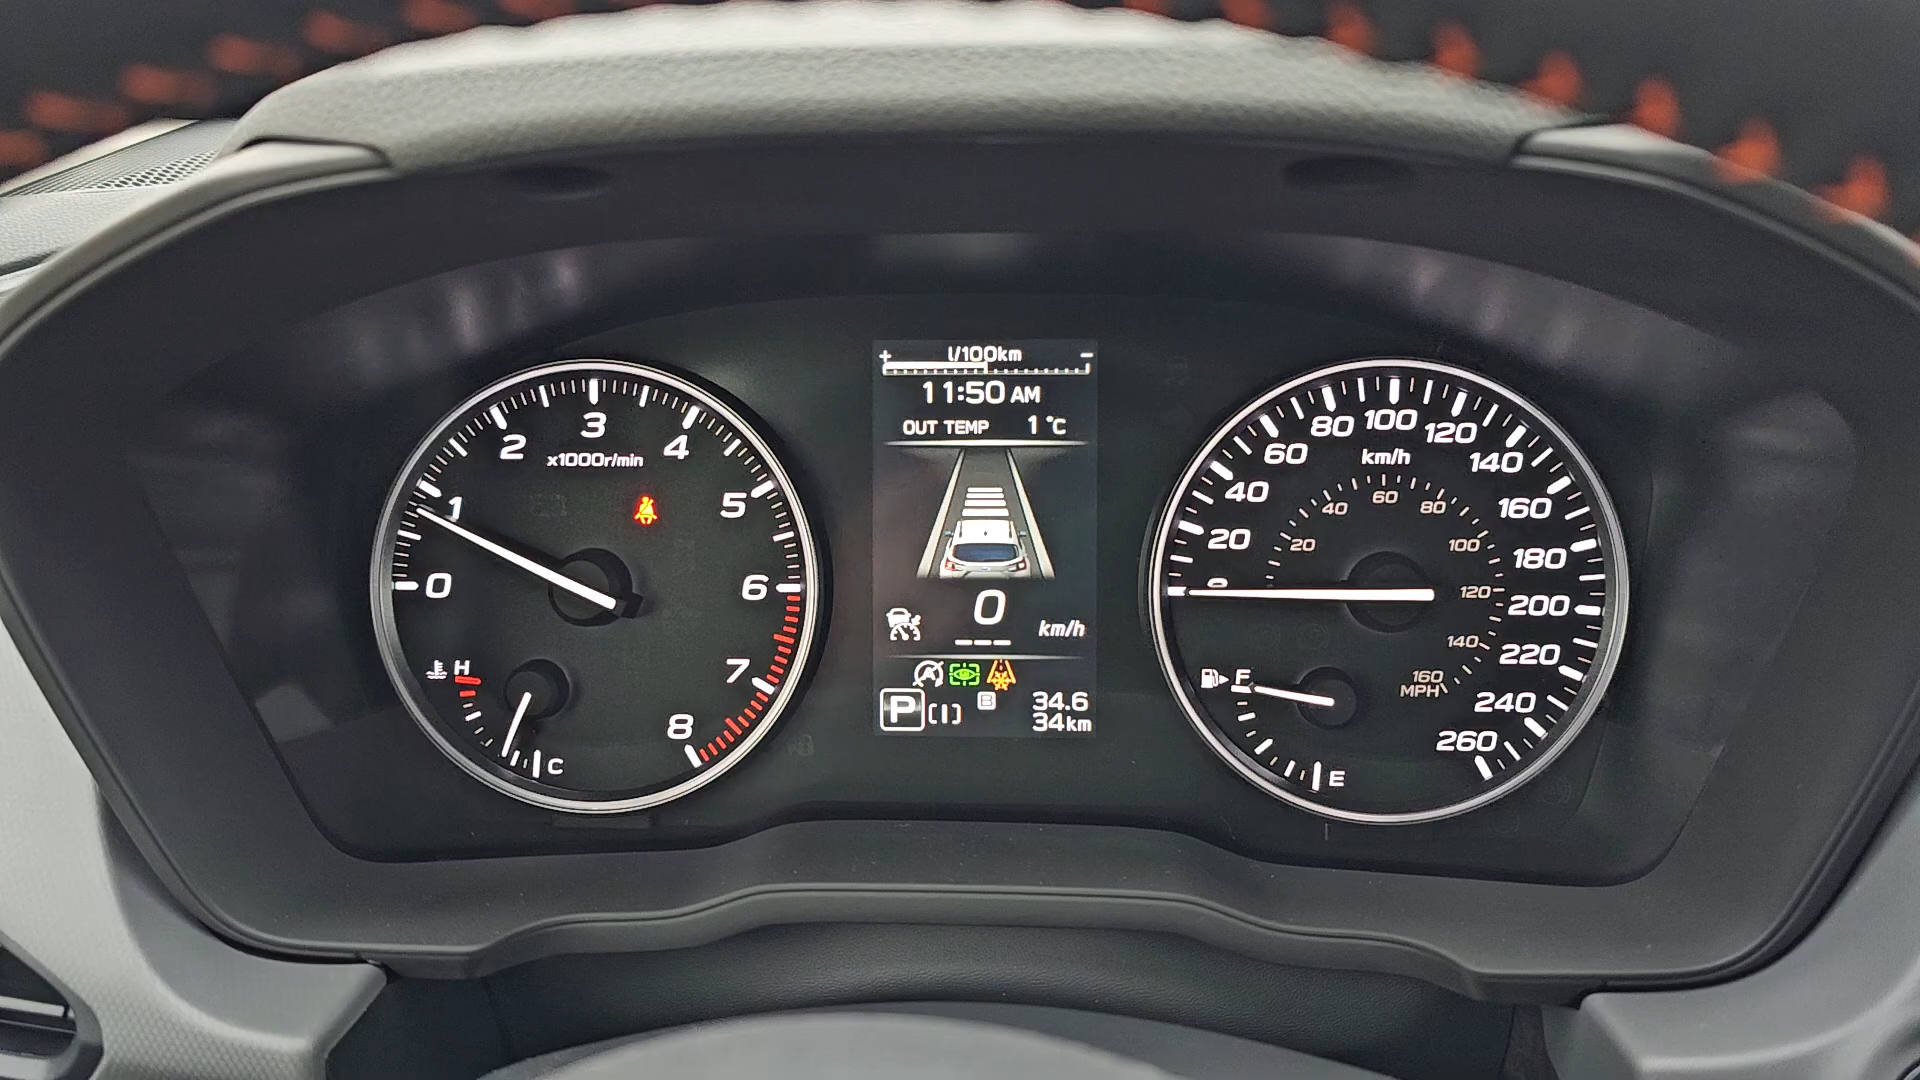 l/100km
+ -
11:50 AM
OUT TEMP 1 °C
0
km/h
---
A
P [I] B 34.6
34km
0 1 2 3 4 5 6 7 8
x1000r/min
H
C
0 20 40 60 80 100 120 140 160 180 200 220 240 260
km/h
20 40 60 80 100 120 140 160
MPH
F
E